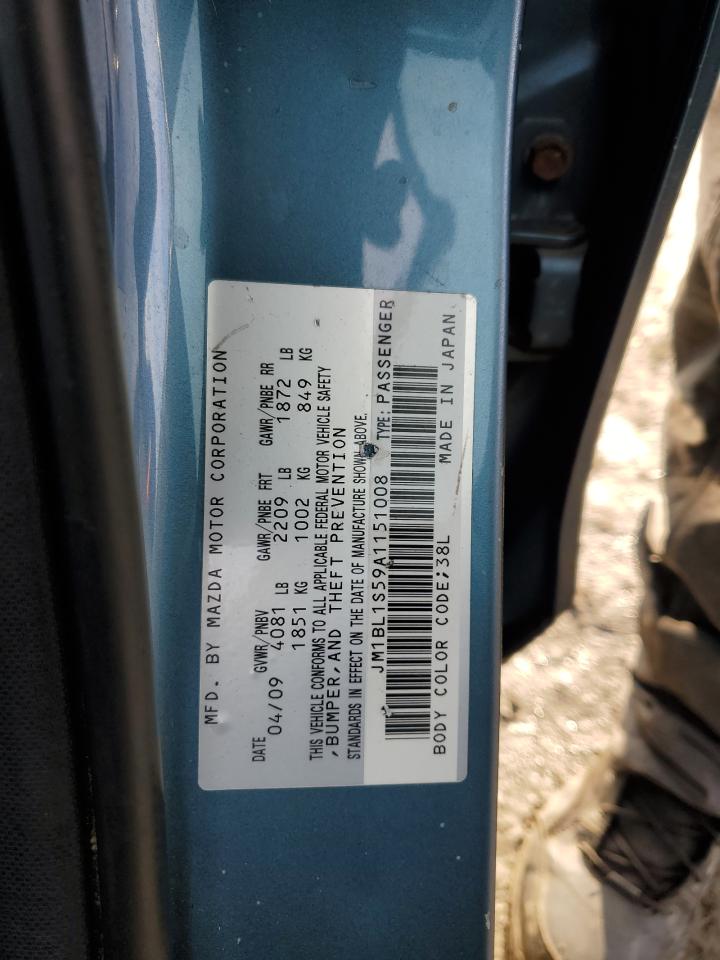 MFD. BY MAZDA MOTOR CORPORATION
DATE GVWR/PNBV GAWR/PNBE FRT GAWR/PNBE RR
04/09 4081 LB 2209 LB 1872 LB
1851 KG 1002 KG 849 KG
THIS VEHICLE CONFORMS TO ALL APPLICABLE FEDERAL MOTOR VEHICLE SAFETY
, BUMPER, AND THEFT PREVENTION
STANDARDS IN EFFECT ON THE DATE OF MANUFACTURE SHOWN ABOVE.
JM1BL1S59A1151008 TYPE: PASSENGER
BODY COLOR CODE;38L MADE IN JAPAN